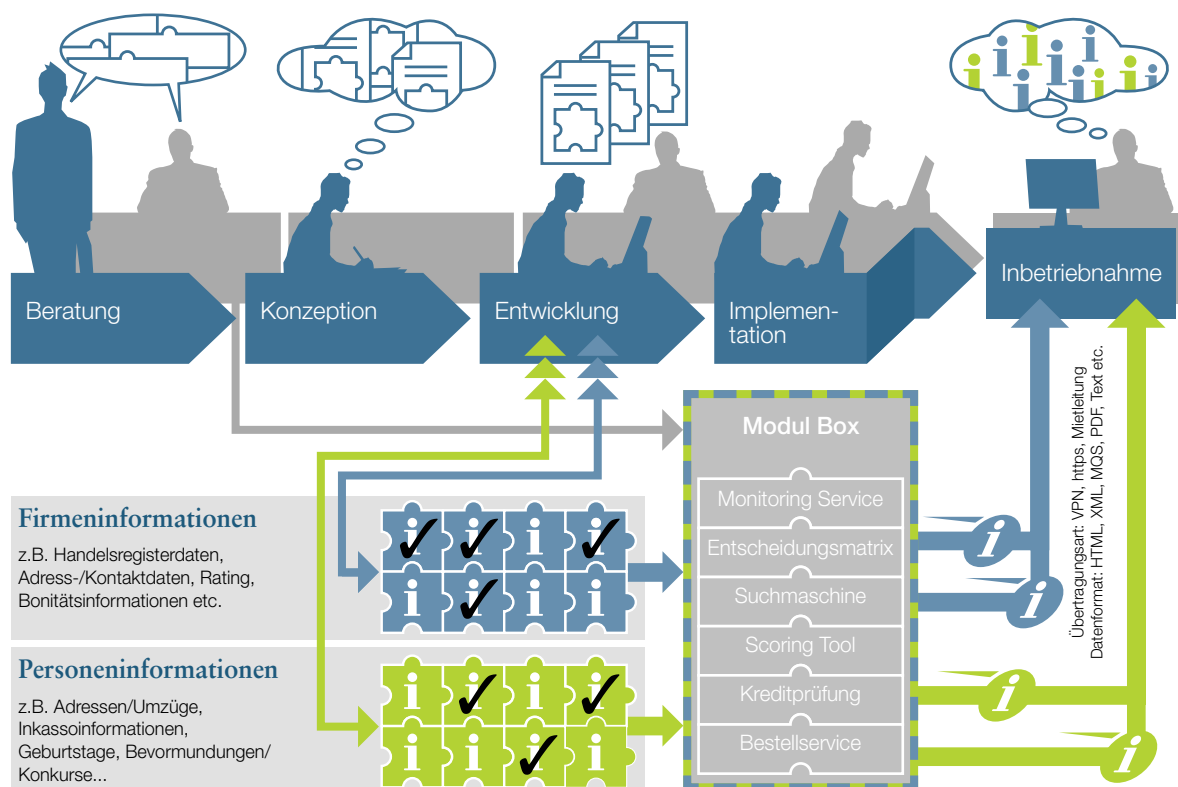 Beratung
Konzeption
Entwicklung
Implemen-
tation
Inbetriebnahme
Übertragungsart: VPN, https, Mietleitung
Datenformat: HTML, XML, MQS, PDF, Text etc.
Modul Box
Monitoring Service
Entscheidungsmatrix
Suchmaschine
Scoring Tool
Kreditprüfung
Bestellservice
Firmeninformationen
z.B. Handelsregisterdaten,
Adress-/Kontaktdaten, Rating,
Bonitätsinformationen etc.
Personeninformationen
z.B. Adressen/Umzüge,
Inkassoinformationen,
Geburtstage, Bevormundungen/
Konkurse...